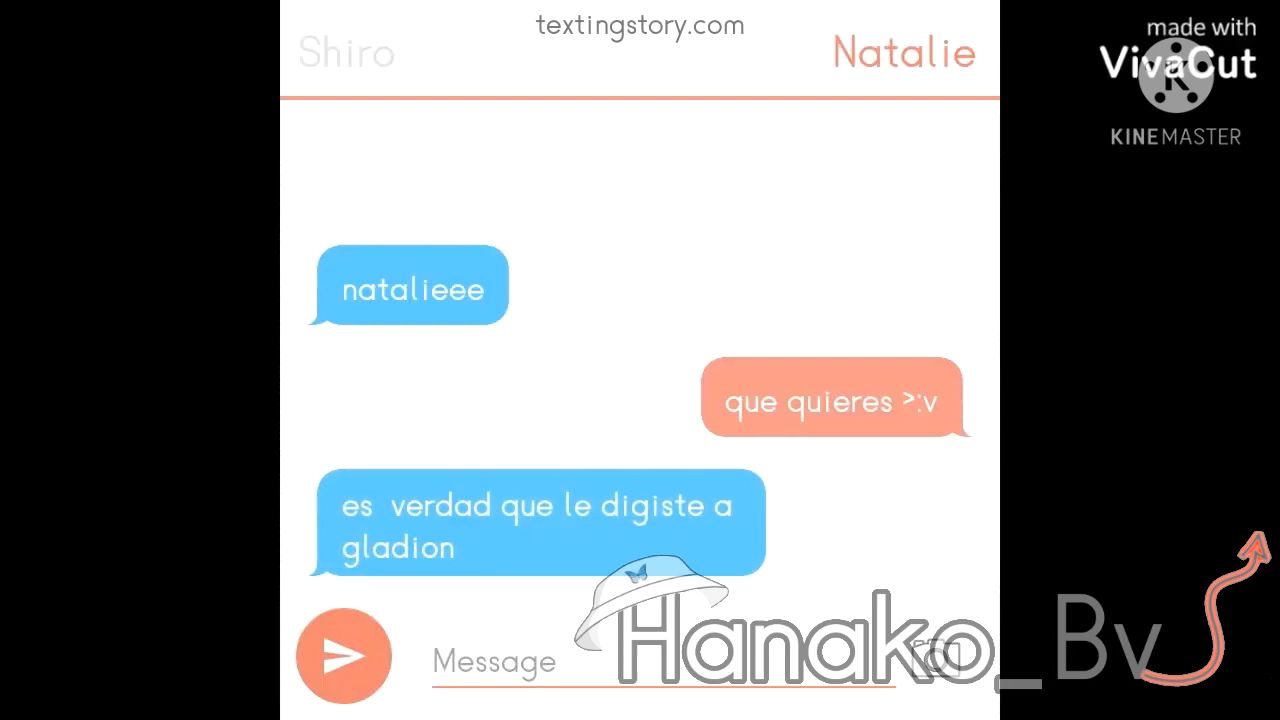 textingstory.com
made with
VivaCut
K
KINEMASTER
Shiro
Natalie
natalieee
que quieres >:v
es verdad que le digiste a
gladion
Message
Hanako_Bv